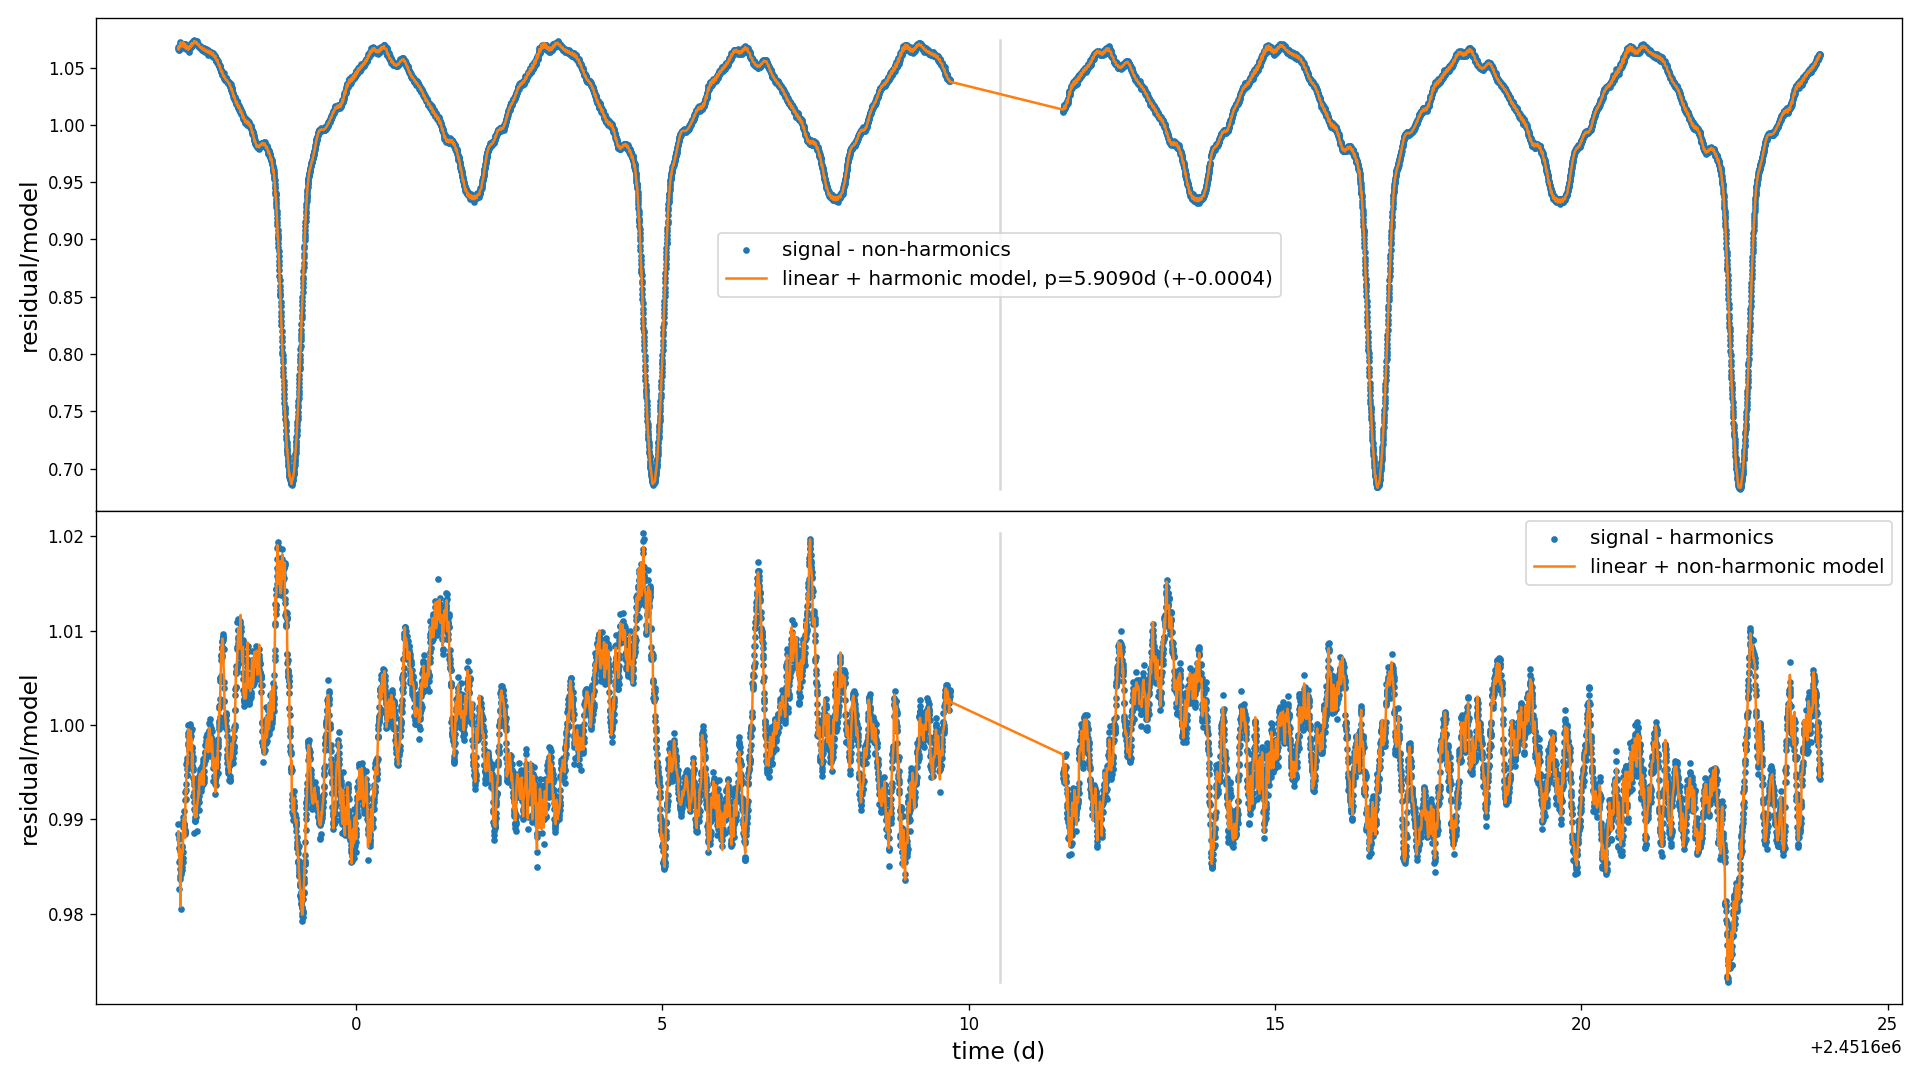 1.05
1.00
0.95
0.90
0.85
0.80
0.75
0.70
residual/model
signal - non-harmonics
linear + harmonic model, p=5.9090d (+-0.0004)
1.02
1.01
1.00
0.99
0.98
residual/model
signal - harmonics
linear + non-harmonic model
0 5 10 15 20 25
time (d)
+2.4516e6